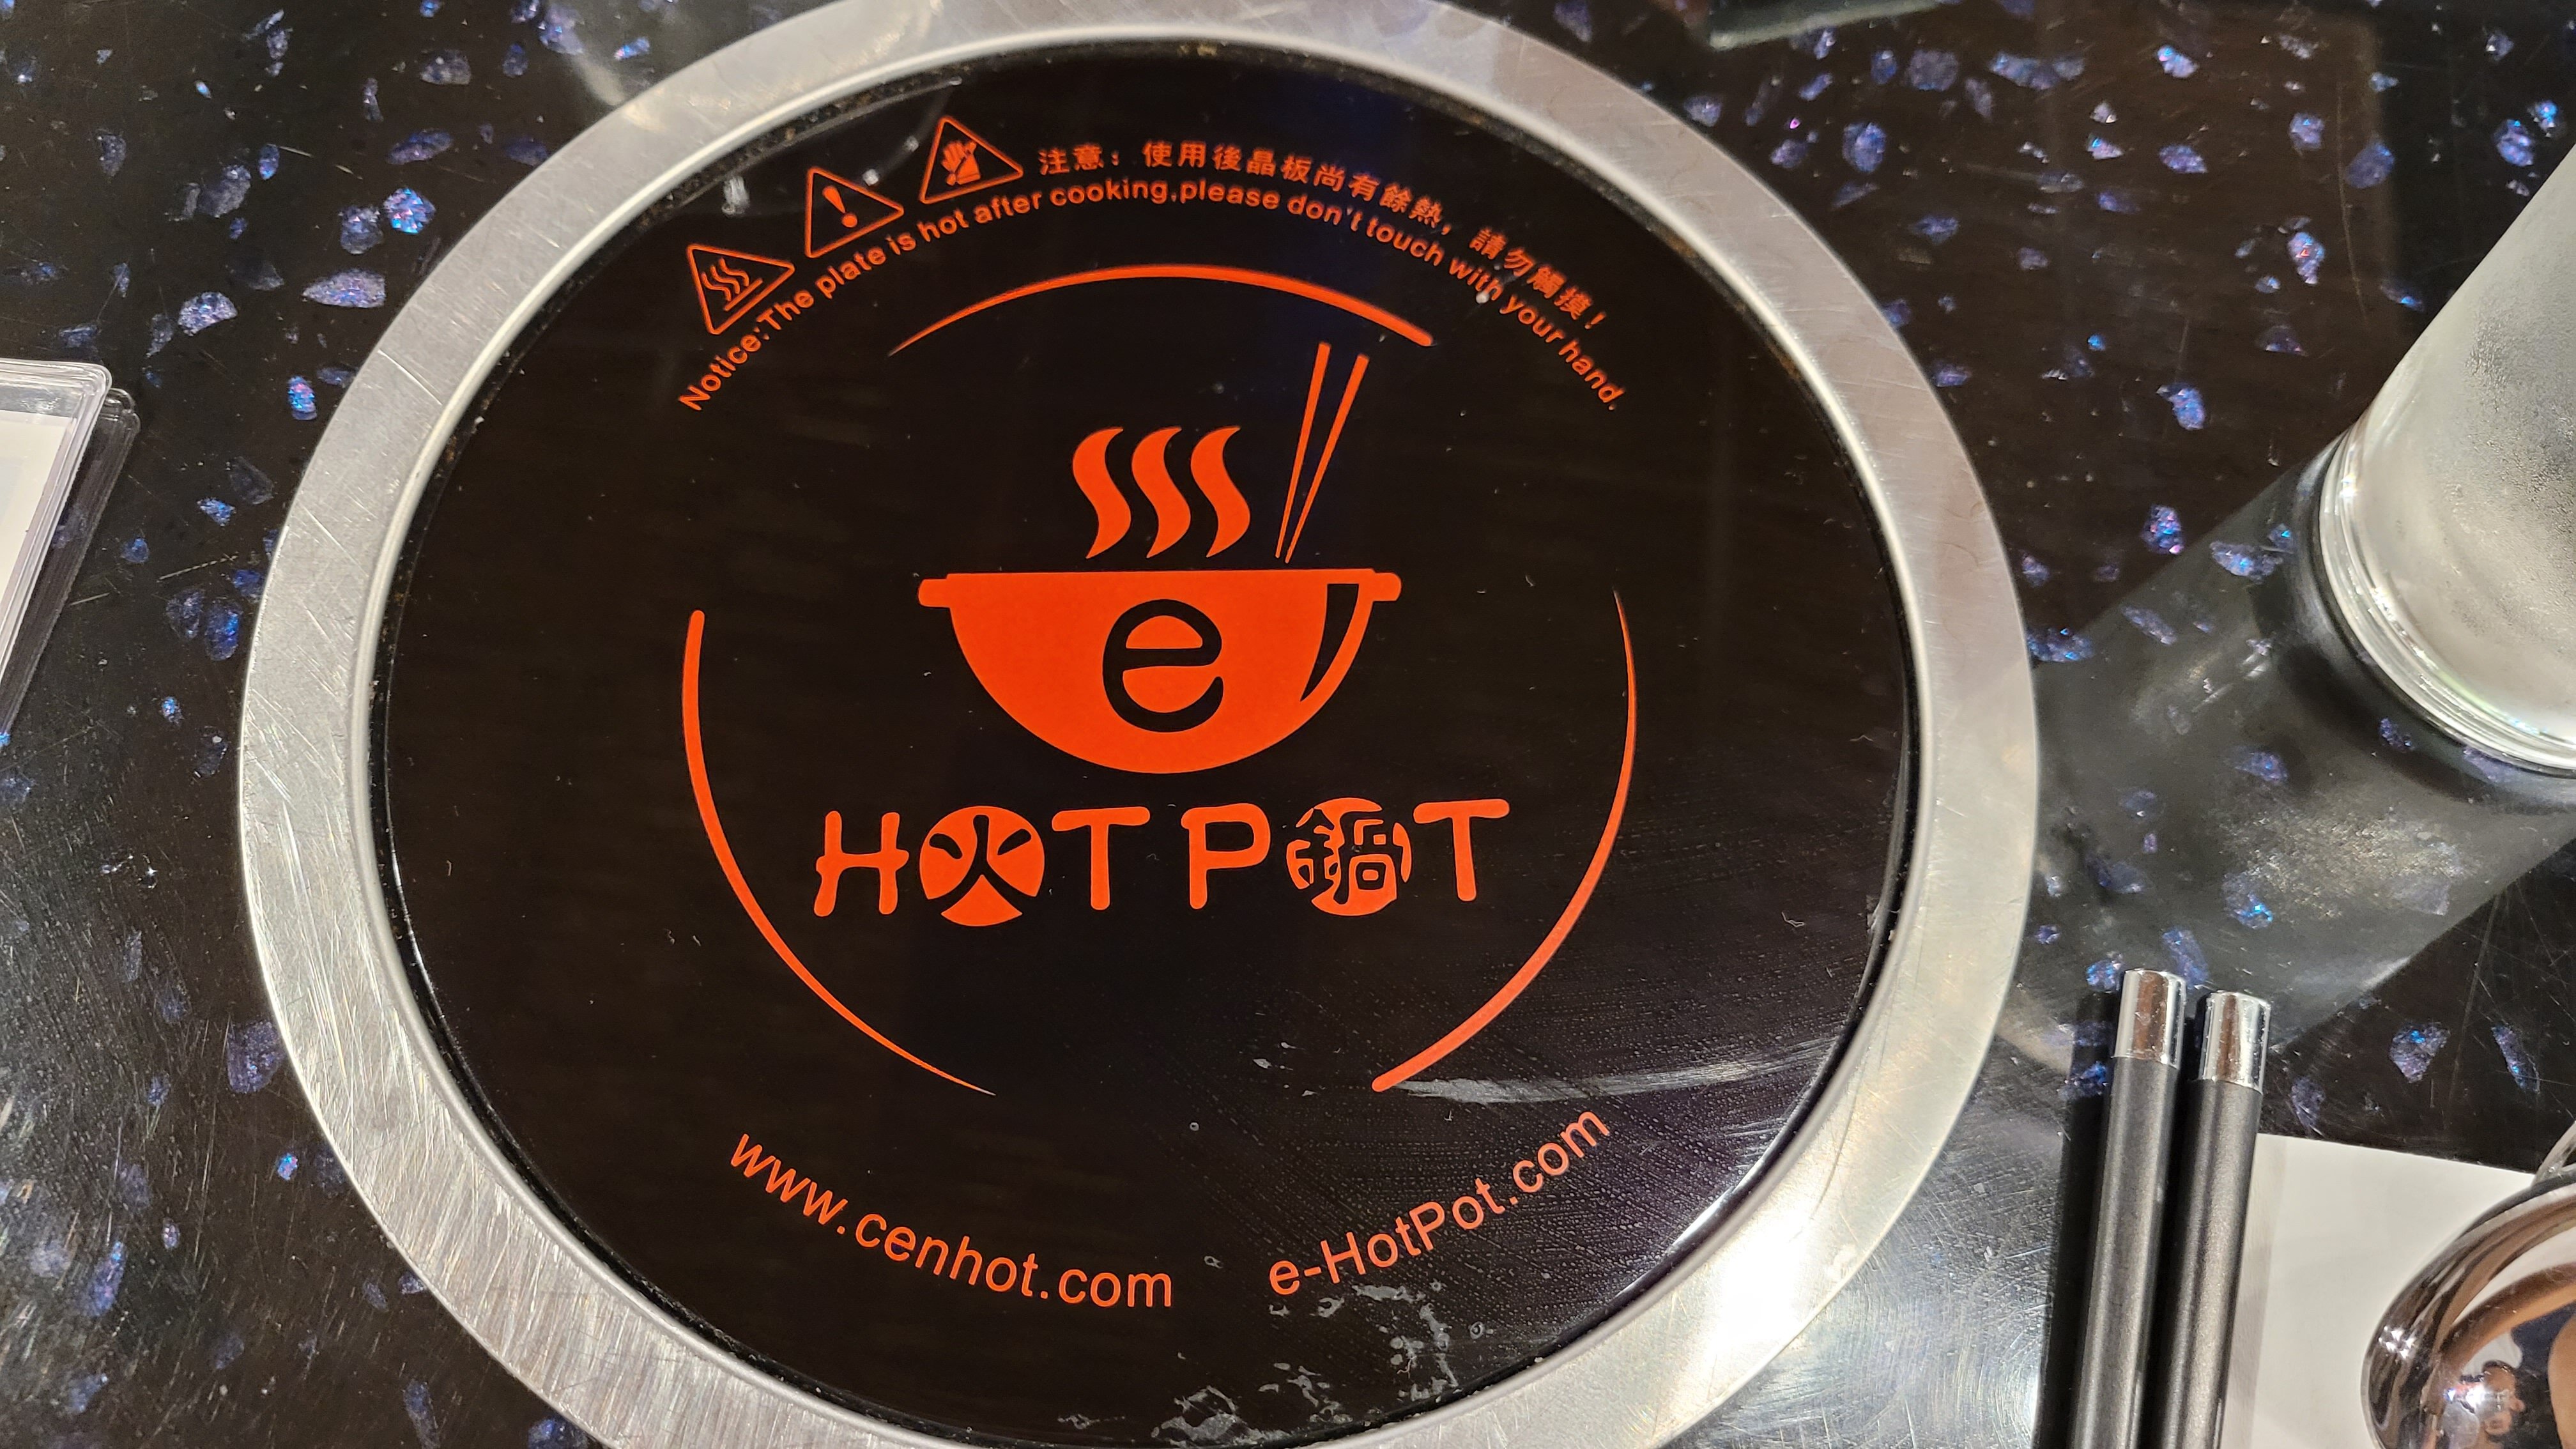 注意：使用後晶板尚有餘熱，請勿觸摸！
Notice:The plate is hot after cooking,please don't touch with your hand.
e
H火T P鍋T
www.cenhot.com
e-HotPot.com